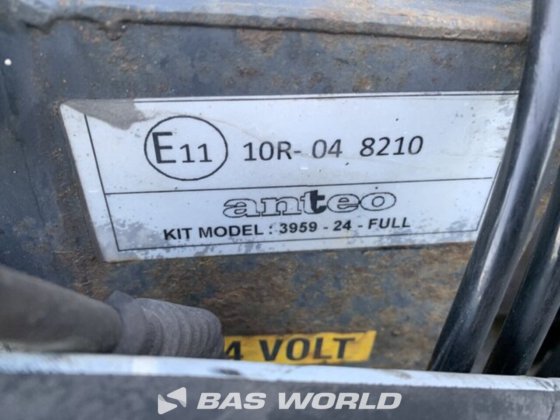 E11 10R- 04 8210
anteo
KIT MODEL : 3959 - 24 - FULL
4 VOLT
BAS WORLD